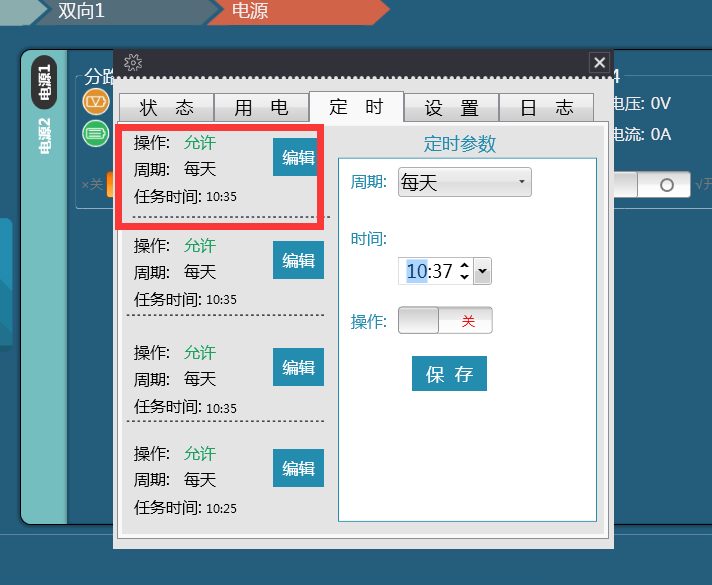 双向1
电源
电源1
电源2
分路
4
电压: 0V
电流: 0A
×关
√开
状 态
用 电
定 时
设 置
日 志
操作: 允许
周期: 每天
任务时间: 10:35
编辑
操作: 允许
周期: 每天
任务时间: 10:35
编辑
操作: 允许
周期: 每天
任务时间: 10:35
编辑
操作: 允许
周期: 每天
任务时间: 10:25
编辑
定时参数
周期: 每天
时间:
10:37
操作: 关
保 存